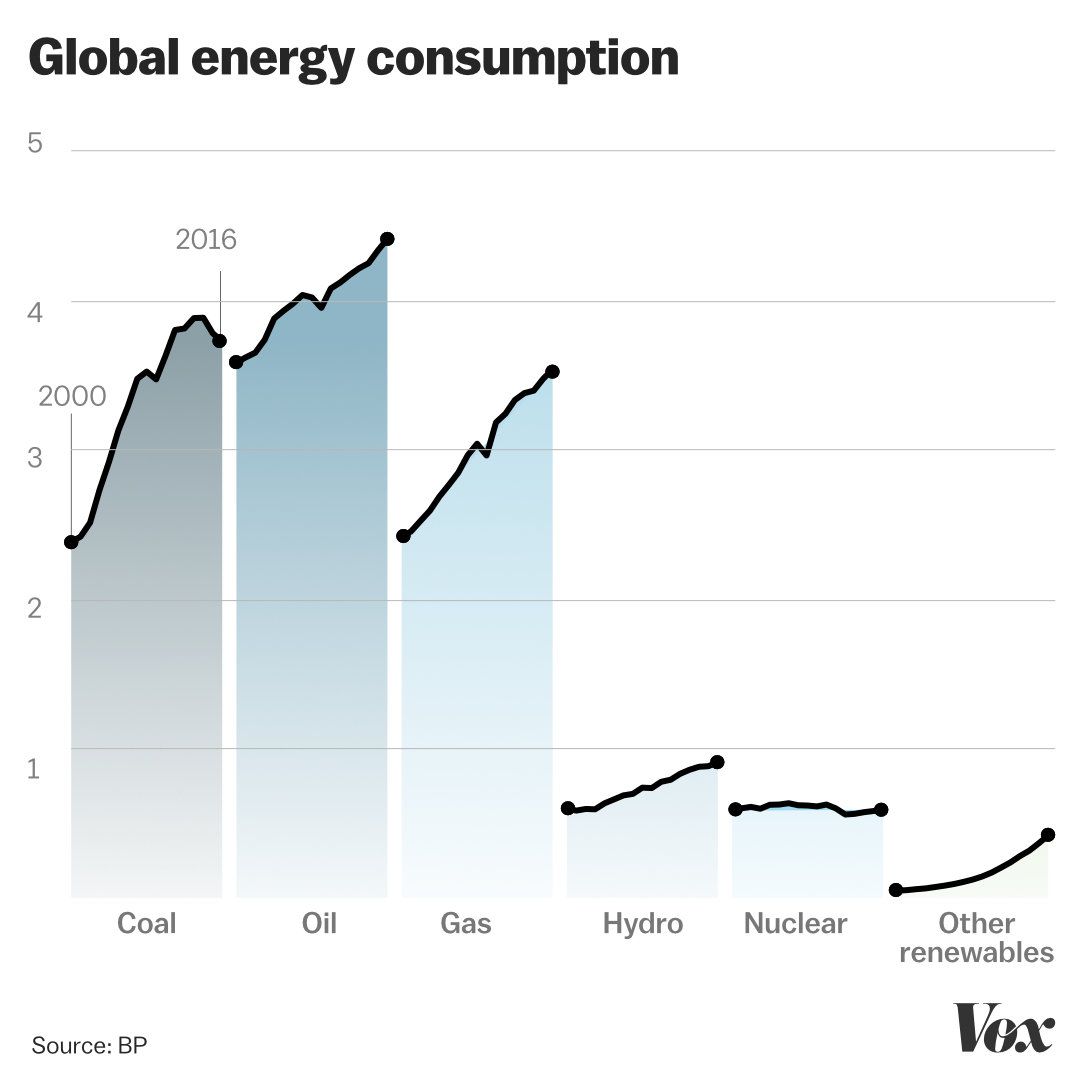 Global energy consumption
5
2016
4
2000
3
2
1
Coal
Oil
Gas
Hydro
Nuclear
Other
renewables
Source: BP
Vox